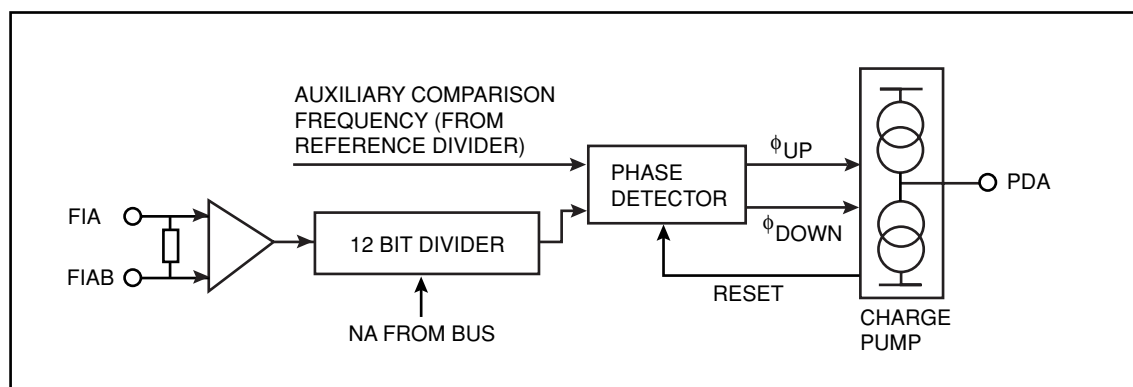 AUXILIARY COMPARISON
FREQUENCY (FROM
REFERENCE DIVIDER)
FIA
FIAB
12 BIT DIVIDER
NA FROM BUS
PHASE
DETECTOR
ϕUP
ϕDOWN
RESET
PDA
CHARGE
PUMP